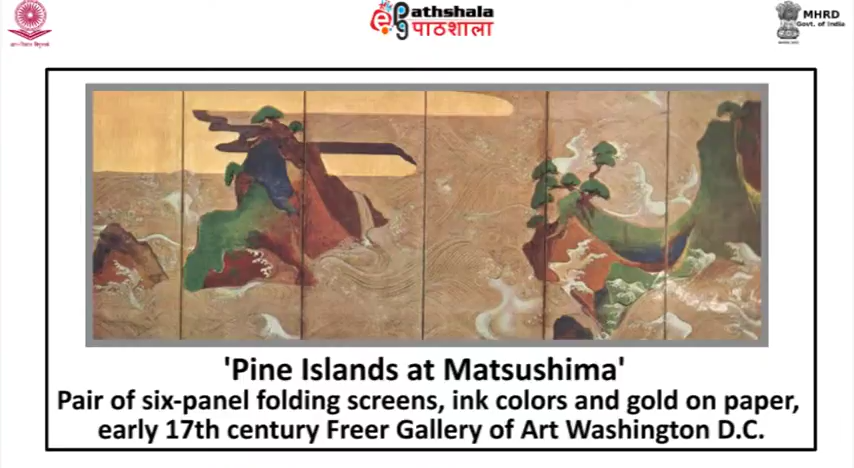 ePathshala
पाठशाला
MHRD
Govt. of India
'Pine Islands at Matsushima'
Pair of six-panel folding screens, ink colors and gold on paper,
early 17th century Freer Gallery of Art Washington D.C.